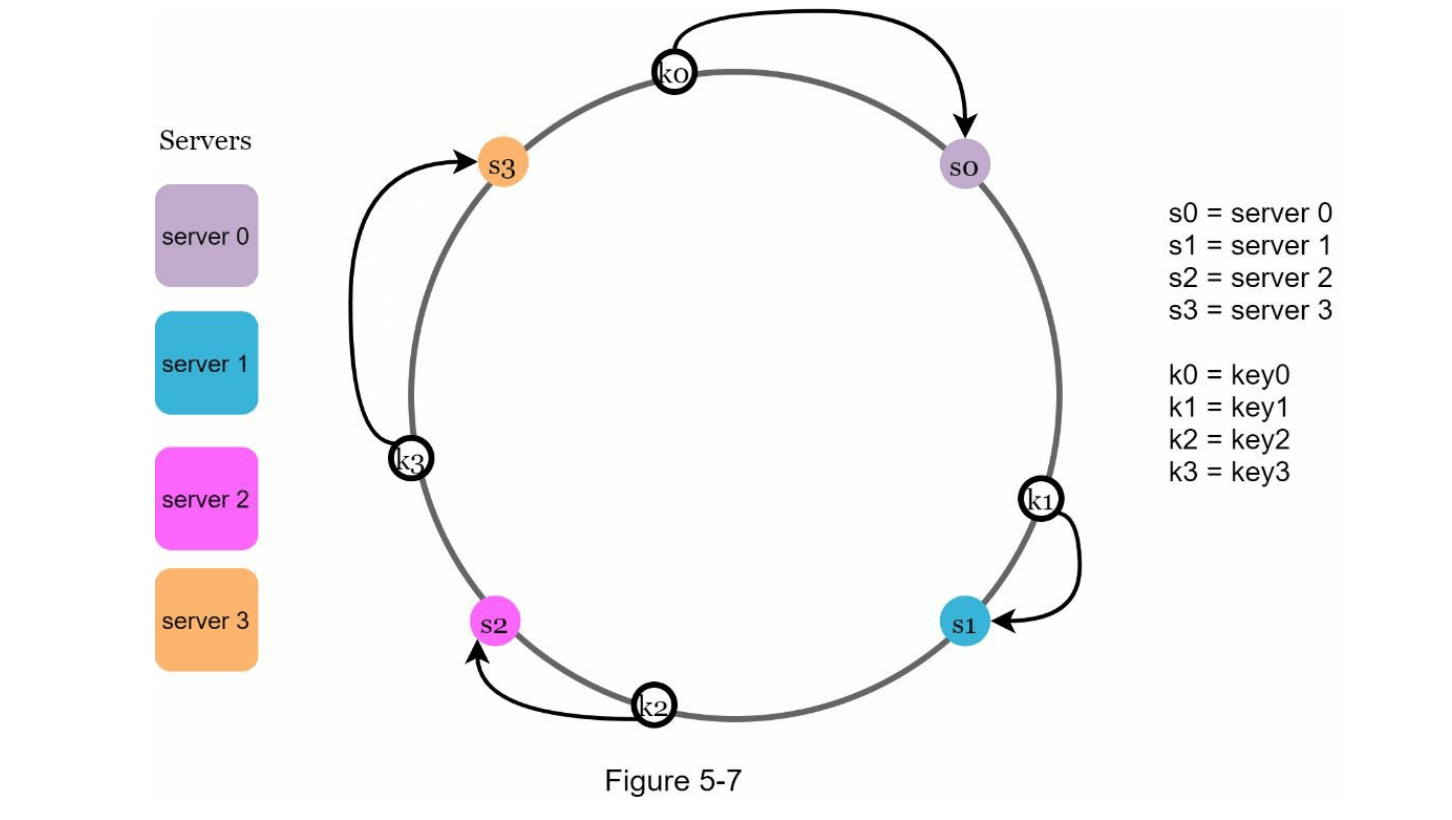 Servers
server 0
server 1
server 2
server 3
k0
s3
s0
k3
k1
s2
s1
k2
s0 = server 0
s1 = server 1
s2 = server 2
s3 = server 3
k0 = key0
k1 = key1
k2 = key2
k3 = key3
Figure 5-7